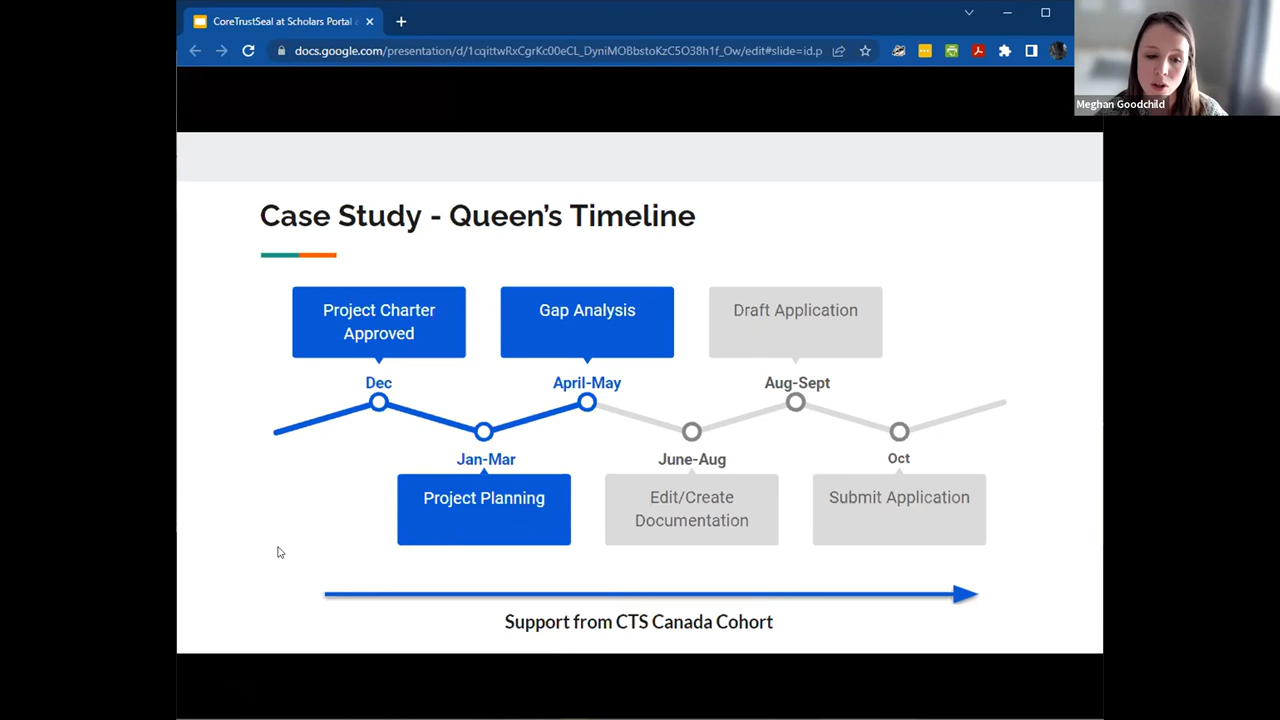 CoreTrustSeal at Scholars Portal
docs.google.com/presentation/d/1cqittwRxCgrKc00eCL_DyniMOBbstoKzC5O38h1f_Ow/edit#slide=id.p
Meghan Goodchild
Case Study - Queen's Timeline
Project Charter
Approved
Gap Analysis
Draft Application
Dec
April-May
Aug-Sept
Jan-Mar
June-Aug
Oct
Project Planning
Edit/Create
Documentation
Submit Application
Support from CTS Canada Cohort